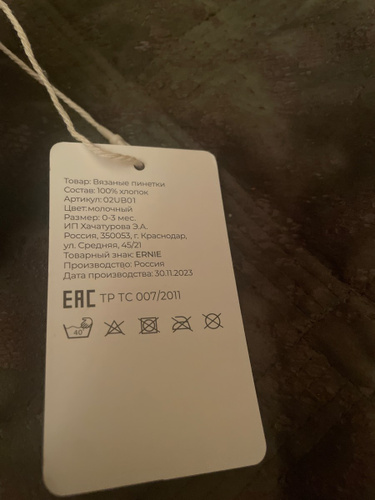 Товар: Вязаные пинетки
Состав: 100% хлопок
Артикул: 02UB01
Цвет: молочный
Размер: 0-3 мес.
ИП Хачатурова Э.А.
Россия, 350053, г. Краснодар,
ул. Средняя, 45/21
Товарный знак: ERNIE
Производство: Россия
Дата производства: 30.11.2023
EAC ТР ТС 007/2011
40°